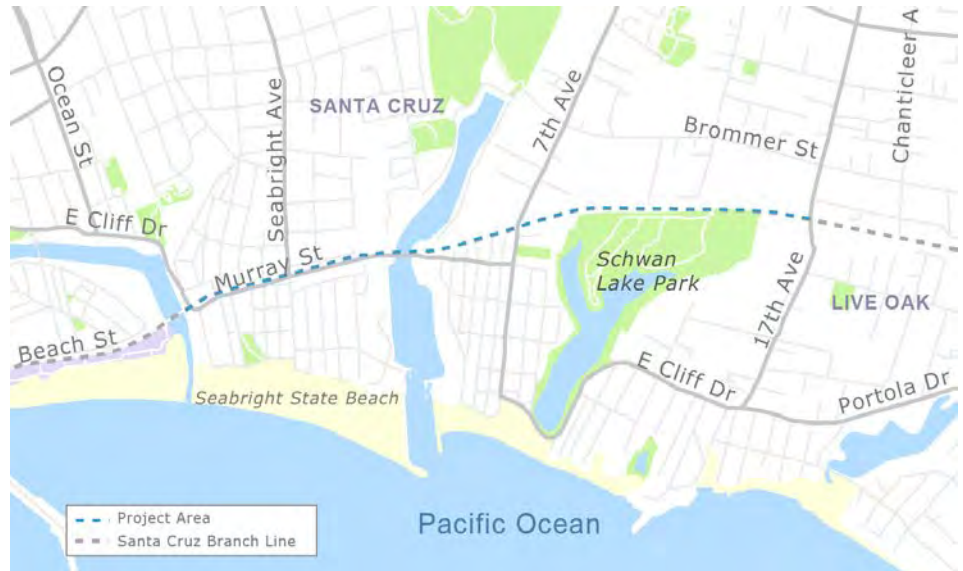 Ocean St
Seabright Ave
SANTA CRUZ
7th Ave
Brommer St
Chanticleer A
E Cliff Dr
Murray St
Schwan
Lake Park
17th Ave
LIVE OAK
Beach St
Seabright State Beach
E Cliff Dr
Portola Dr
Pacific Ocean
Project Area
Santa Cruz Branch Line